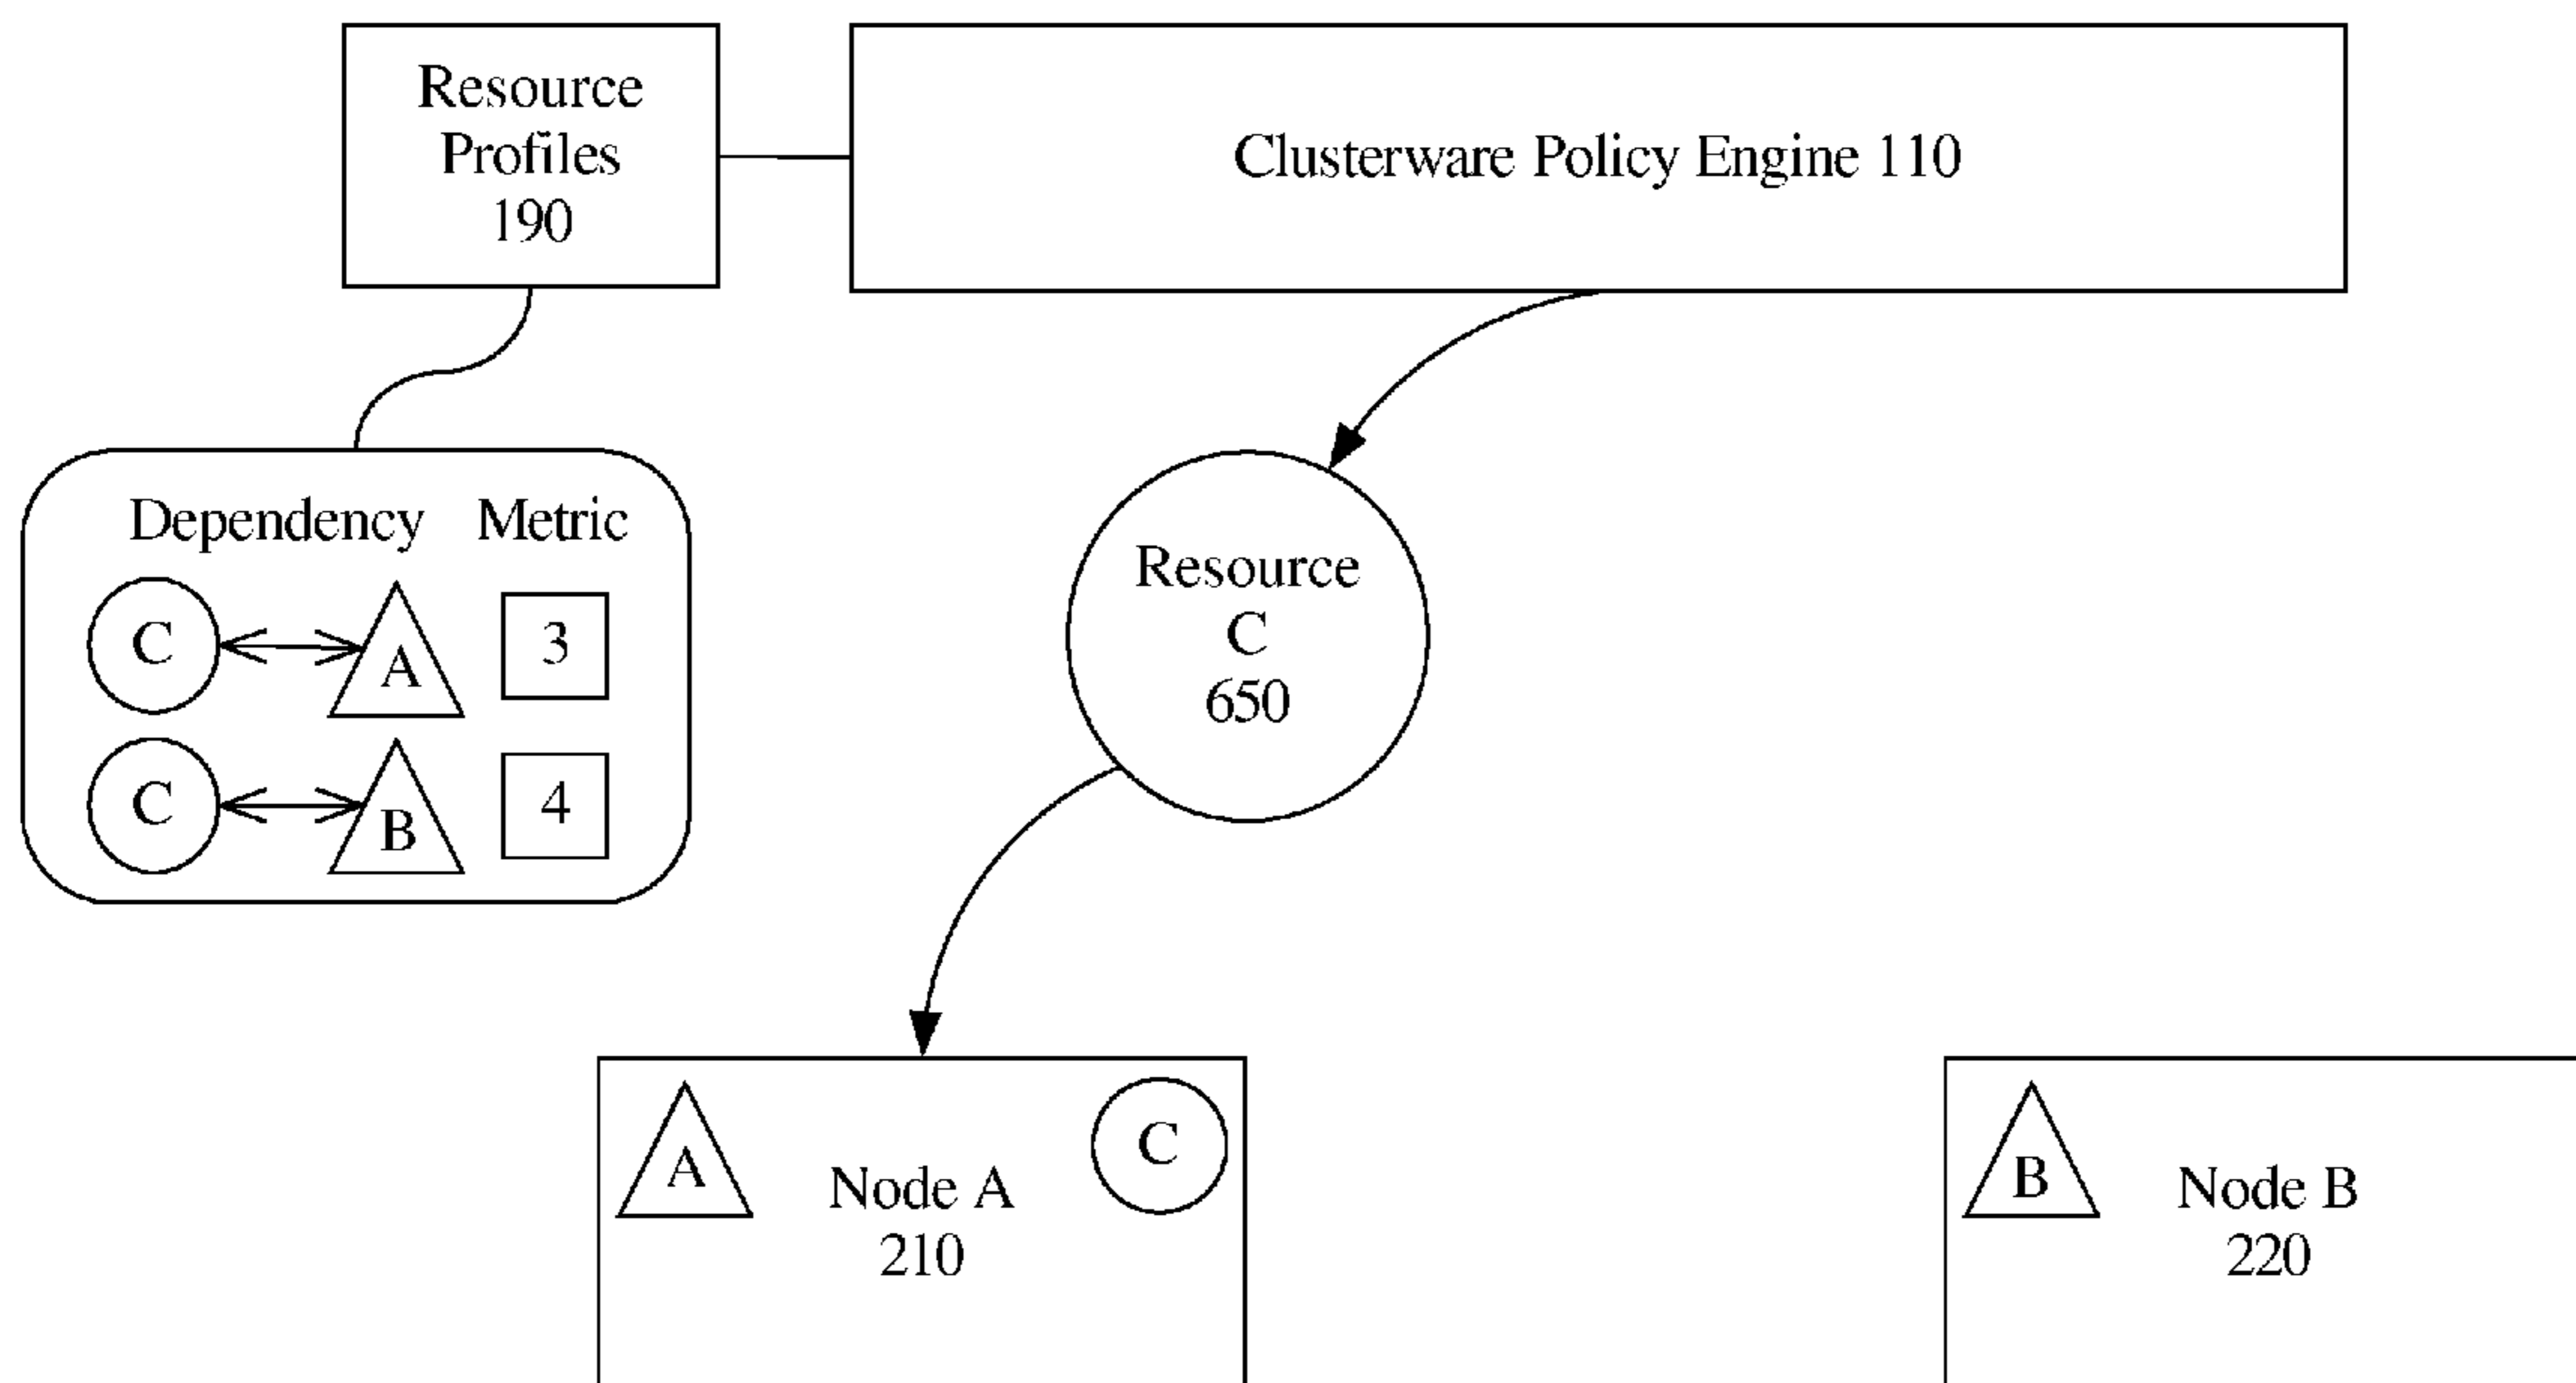 Resource
Profiles
190
Clusterware Policy Engine 110
Dependency Metric
C A 3
C B 4
Resource
C
650
A Node A C
210
B Node B
220